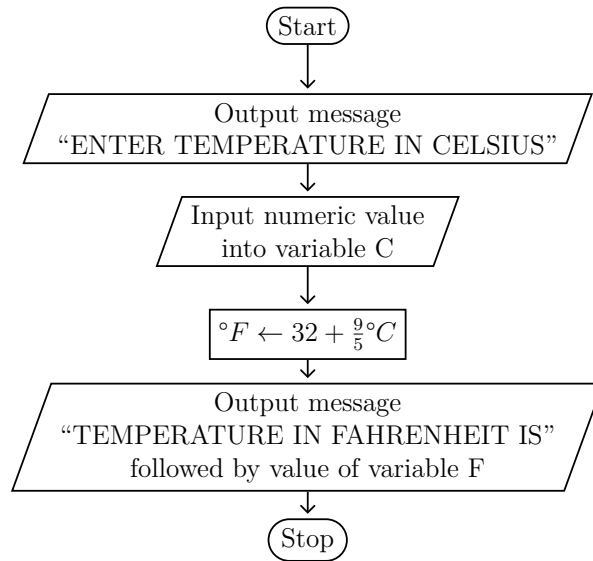 Start
Output message
“ENTER TEMPERATURE IN CELSIUS”
Input numeric value
into variable C
°F ← 32 + 9/5 °C
Output message
“TEMPERATURE IN FAHRENHEIT IS”
followed by value of variable F
Stop